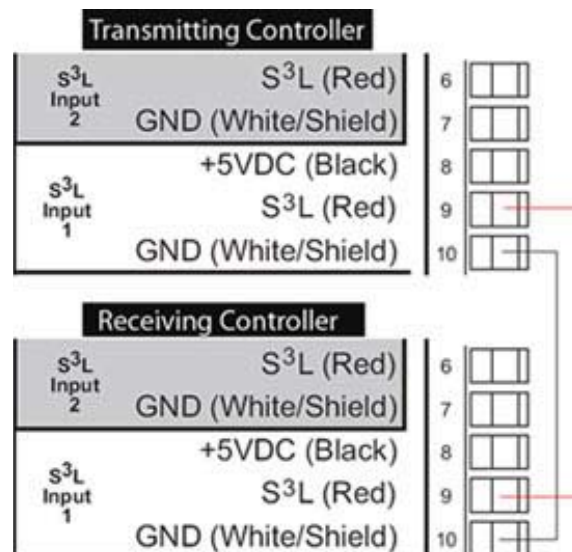 Transmitting Controller
S³L Input 2
S³L (Red) 6
GND (White/Shield) 7
S³L Input 1
+5VDC (Black) 8
S³L (Red) 9
GND (White/Shield) 10
Receiving Controller
S³L Input 2
S³L (Red) 6
GND (White/Shield) 7
S³L Input 1
+5VDC (Black) 8
S³L (Red) 9
GND (White/Shield) 10